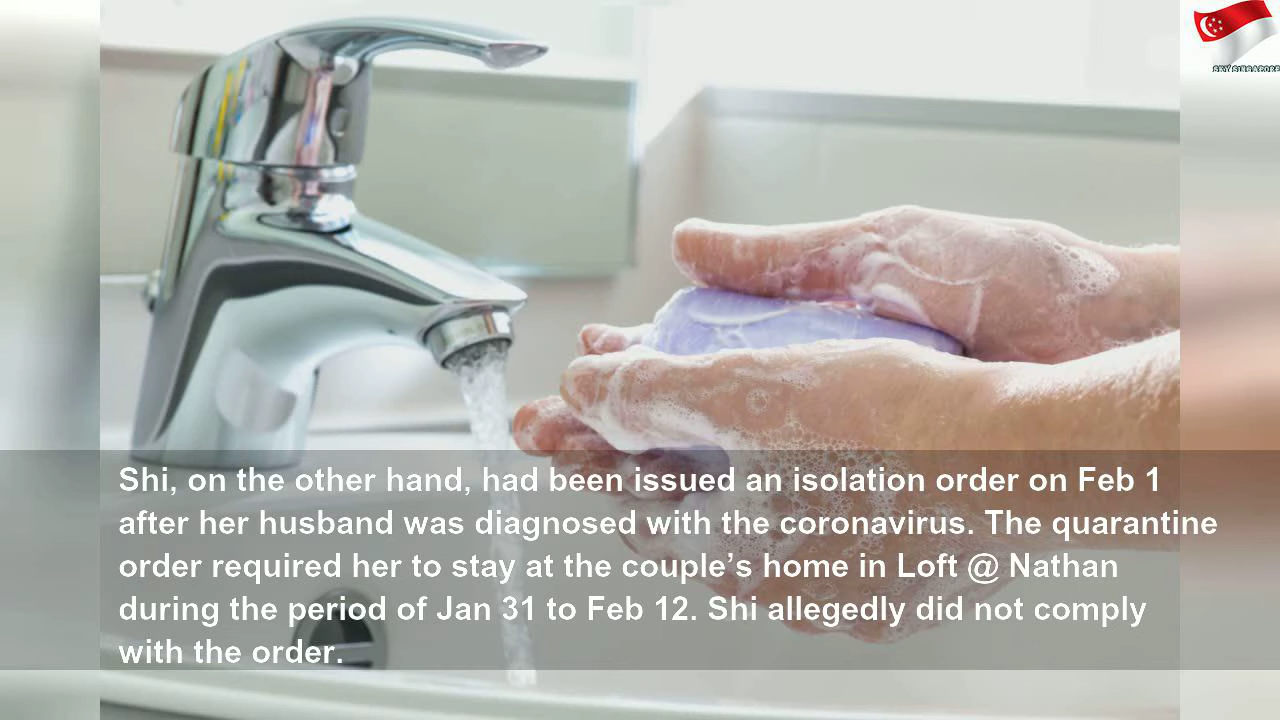 SKY SINGAPORE
Shi, on the other hand, had been issued an isolation order on Feb 1
after her husband was diagnosed with the coronavirus. The quarantine
order required her to stay at the couple’s home in Loft @ Nathan
during the period of Jan 31 to Feb 12. Shi allegedly did not comply
with the order.